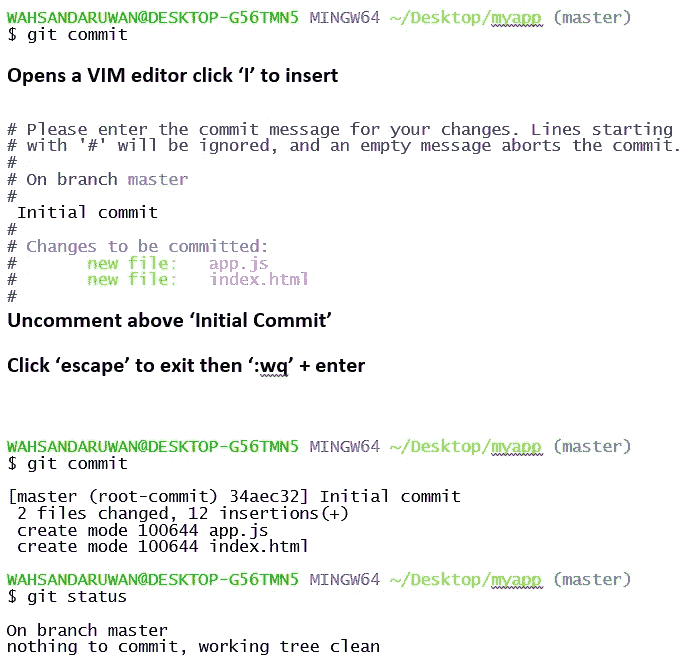 WAHSANDARUWAN@DESKTOP-G56TMN5 MINGW64 ~/Desktop/myapp (master)
$ git commit
Opens a VIM editor click ‘I’ to insert
# Please enter the commit message for your changes. Lines starting
# with '#' will be ignored, and an empty message aborts the commit.
#
# On branch master
#
Initial commit
#
# Changes to be committed:
#       new file:   app.js
#       new file:   index.html
#
Uncomment above ‘Initial Commit’
Click ‘escape’ to exit then ‘:wq’ + enter
WAHSANDARUWAN@DESKTOP-G56TMN5 MINGW64 ~/Desktop/myapp (master)
$ git commit
[master (root-commit) 34aec32] Initial commit
 2 files changed, 12 insertions(+)
 create mode 100644 app.js
 create mode 100644 index.html
WAHSANDARUWAN@DESKTOP-G56TMN5 MINGW64 ~/Desktop/myapp (master)
$ git status
On branch master
nothing to commit, working tree clean